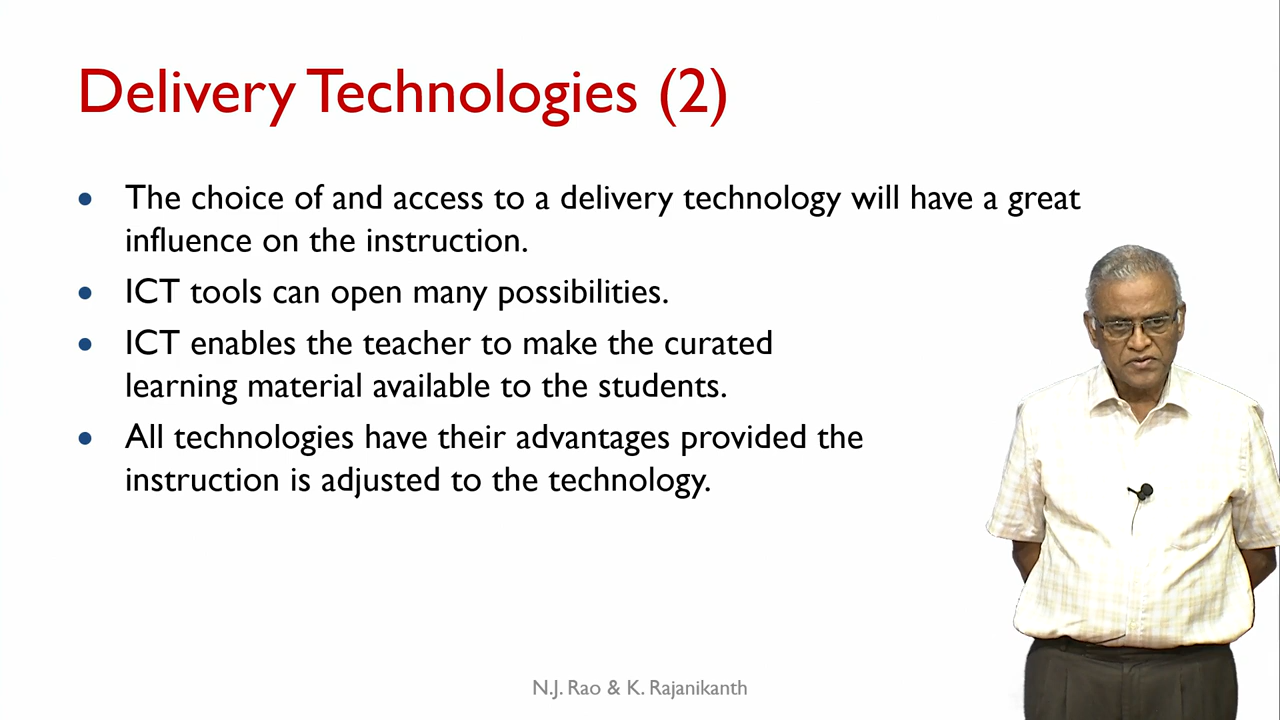 Delivery Technologies (2)
• The choice of and access to a delivery technology will have a great
influence on the instruction.
• ICT tools can open many possibilities.
• ICT enables the teacher to make the curated
learning material available to the students.
• All technologies have their advantages provided the
instruction is adjusted to the technology.
N.J. Rao & K. Rajanikanth